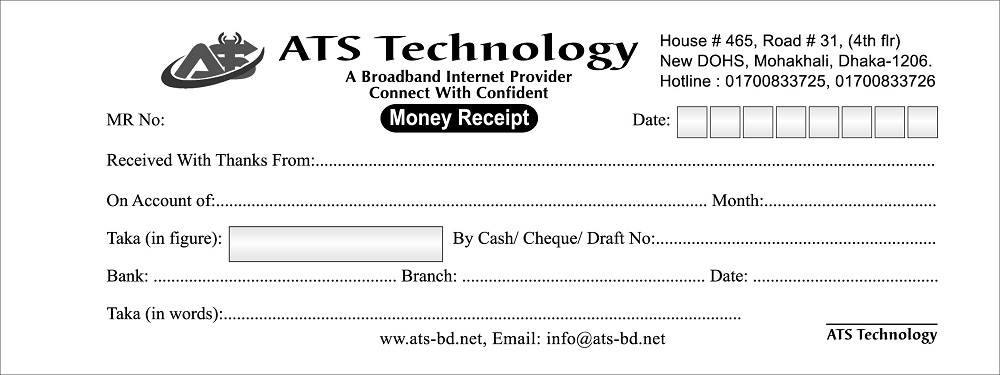 ATS Technology
A Broadband Internet Provider
Connect With Confident
House # 465, Road # 31, (4th flr)
New DOHS, Mohakhali, Dhaka-1206.
Hotline : 01700833725, 01700833726
MR No:
Money Receipt
Date:
Received With Thanks From:
On Account of: Month:
Taka (in figure): By Cash/ Cheque/ Draft No:
Bank: Branch: Date:
Taka (in words):
ww.ats-bd.net, Email: info@ats-bd.net
ATS Technology